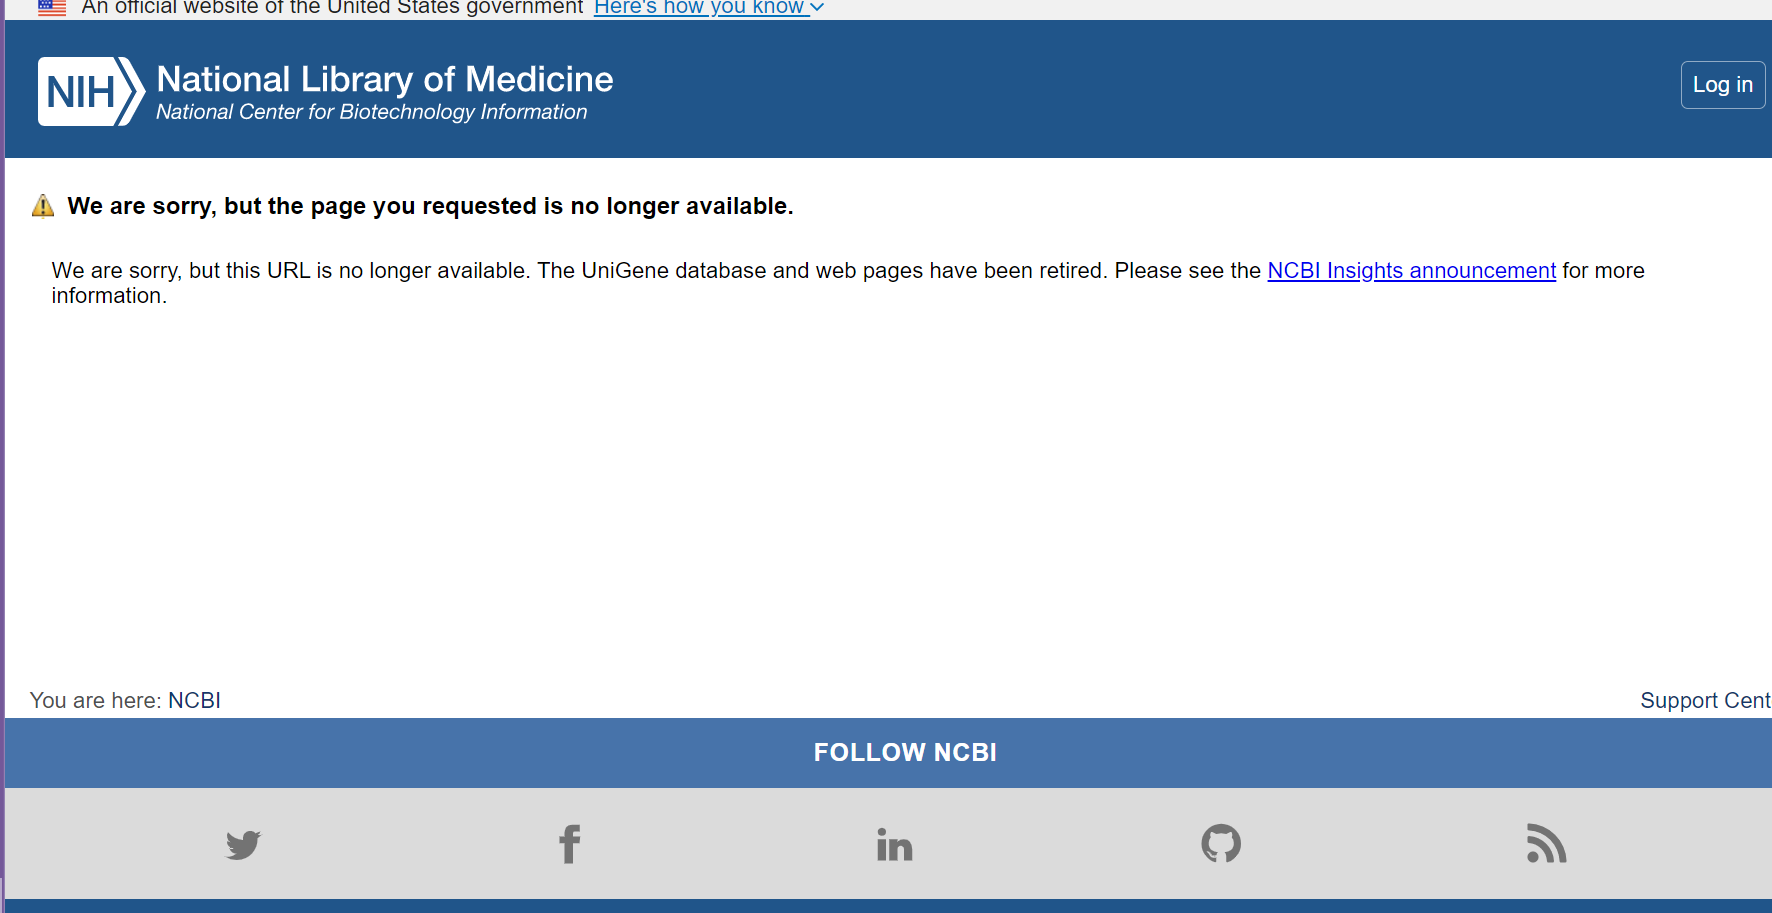 An official website of the United States government Here's how you know
NIH National Library of Medicine
National Center for Biotechnology Information
Log in
We are sorry, but the page you requested is no longer available.
We are sorry, but this URL is no longer available. The UniGene database and web pages have been retired. Please see the NCBI Insights announcement for more
information.
You are here: NCBI
Support Cent
FOLLOW NCBI